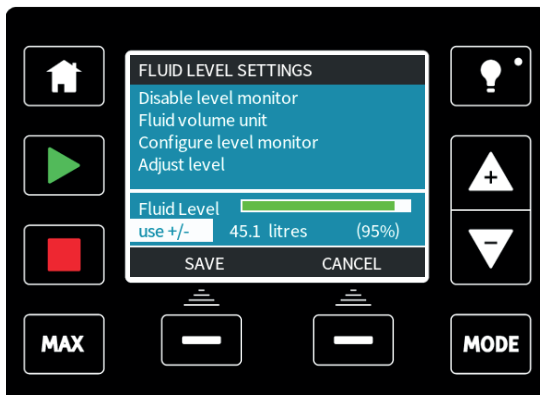 FLUID LEVEL SETTINGS
Disable level monitor
Fluid volume unit
Configure level monitor
Adjust level
Fluid Level
use +/- 45.1 litres (95%)
SAVE CANCEL
+
-
MAX
MODE